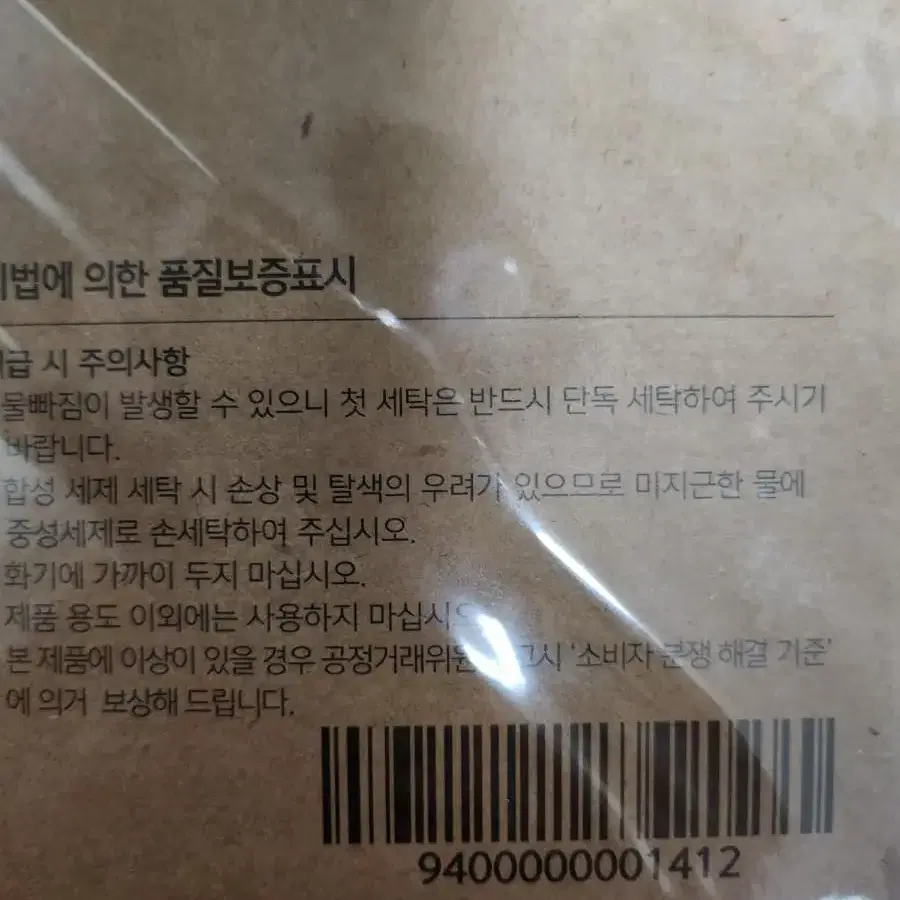 법에 의한 품질보증표시
급 시 주의사항
물빠짐이 발생할 수 있으니 첫 세탁은 반드시 단독 세탁하여 주시기
바랍니다.
합성 세제 세탁 시 손상 및 탈색의 우려가 있으므로 미지근한 물에
중성세제로 손세탁하여 주십시오.
화기에 가까이 두지 마십시오.
제품 용도 이외에는 사용하지 마십시오
본 제품에 이상이 있을 경우 공정거래위원 고시 '소비자 분쟁 해결 기준'
에 의거 보상해 드립니다.
9400000001412